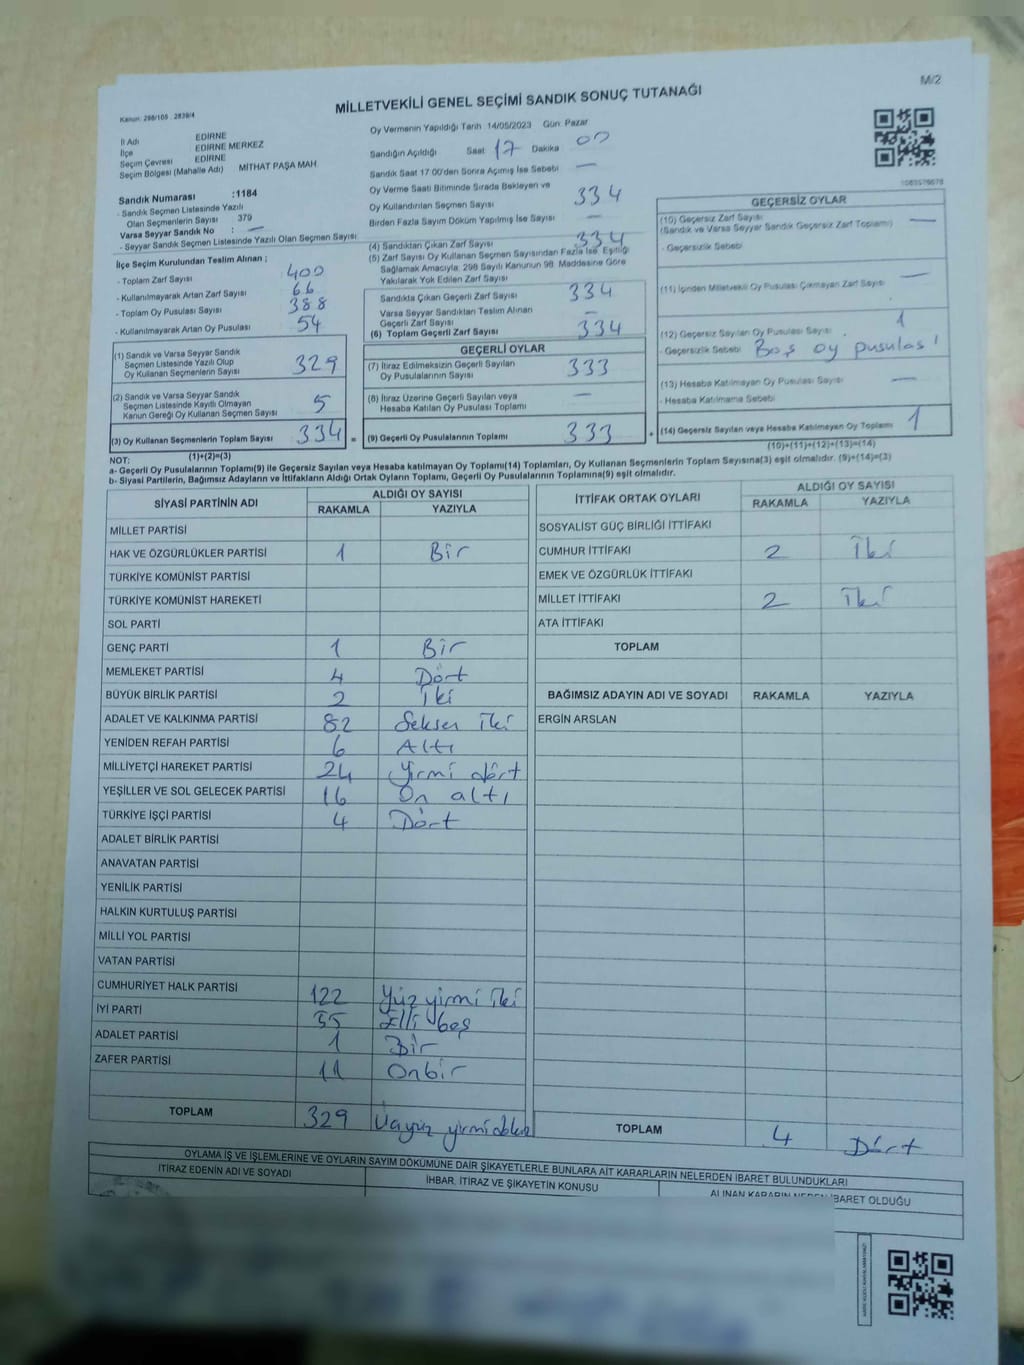 M/2
MİLLETVEKİLİ GENEL SEÇİMİ SANDIK SONUÇ TUTANAĞI
Kanun: 298/105 - 2839/4
İl Adı EDİRNE
İlçe EDİRNE MERKEZ
Seçim Çevresi EDİRNE
Seçim Bölgesi (Mahalle Adı) MİTHAT PAŞA MAH
Sandık Numarası :1184
- Sandık Seçmen Listesinde Yazılı
Olan Seçmenlerin Sayısı : 379
Varsa Seyyar Sandık No : —
- Seyyar Sandık Seçmen Listesinde Yazılı Olan Seçmen Sayısı:
İlçe Seçim Kurulundan Teslim Alınan ;
- Toplam Zarf Sayısı 400
- Kullanılmayarak Artan Zarf Sayısı 66
- Toplam Oy Pusulası Sayısı 388
- Kullanılmayarak Artan Oy Pusulası 54
(1) Sandık ve Varsa Seyyar Sandık
Seçmen Listesinde Yazılı Olup
Oy Kullanan Seçmenlerin Sayısı 329
(2) Sandık ve Varsa Seyyar Sandık
Seçmen Listesinde Kayıtlı Olmayan
Kanun Gereği Oy Kullanan Seçmen Sayısı 5
(3) Oy Kullanan Seçmenlerin Toplam Sayısı 334 =
(1)+(2)=(3)
Oy Vermenin Yapıldığı Tarih 14/05/2023 Gün: Pazar
Sandığın Açıldığı Saat 17 Dakika 00
Sandık Saat 17:00'den Sonra Açımış İse Sebebi —
Oy Verme Saati Bitiminde Sırada Bekleyen ve
Oy Kullandırılan Seçmen Sayısı 334
Birden Fazla Sayım Döküm Yapılmış İse Sayısı —
(4) Sandıktan Çıkan Zarf Sayısı 334
(5) Zarf Sayısı Oy Kullanan Seçmen Sayısından Fazla İse, Eşitliği
Sağlamak Amacıyla, 298 Sayılı Kanunun 98. Maddesine Göre
Yakılarak Yok Edilen Zarf Sayısı
Sandıkta Çıkan Geçerli Zarf Sayısı 334
Varsa Seyyar Sandıktan Teslim Alınan
Geçerli Zarf Sayısı —
(6) Toplam Geçerli Zarf Sayısı 334
GEÇERLİ OYLAR
(7) İtiraz Edilmeksizin Geçerli Sayılan
Oy Pusulalarının Sayısı 333
(8) İtiraz Üzerine Geçerli Sayılan veya
Hesaba Katılan Oy Pusulası Toplamı —
(9) Geçerli Oy Pusulalarının Toplamı 333 +
GEÇERSİZ OYLAR
(10) Geçersiz Zarf Sayısı
(Sandık ve Varsa Seyyar Sandık Geçersiz Zarf Toplamı) —
- Geçersizlik Sebebi
(11) İçinden Milletvekili Oy Pusulası Çıkmayan Zarf Sayısı —
(12) Geçersiz Sayılan Oy Pusulası Sayısı 1
- Geçersizlik Sebebi Boş oy pusulası
(13) Hesaba Katılmayan Oy Pusulası Sayısı —
- Hesaba Katılmama Sebebi
(14) Geçersiz Sayılan veya Hesaba Katılmayan Oy Toplamı 1
(10)+(11)+(12)+(13)=(14)
NOT:
a- Geçerli Oy Pusulalarının Toplamı(9) ile Geçersiz Sayılan veya Hesaba katılmayan Oy Toplamı(14) Toplamları, Oy Kullanan Seçmenlerin Toplam Sayısına(3) eşit olmalıdır. (9)+(14)=(3)
b- Siyasi Partilerin, Bağımsız Adayların ve İttifakların Aldığı Ortak Oyların Toplamı, Geçerli Oy Pusulalarının Toplamına(9) eşit olmalıdır.
SİYASİ PARTİNİN ADI ALDIĞI OY SAYISI
RAKAMLA YAZIYLA
MİLLET PARTİSİ
HAK VE ÖZGÜRLÜKLER PARTİSİ 1 Bir
TÜRKİYE KOMÜNİST PARTİSİ
TÜRKİYE KOMÜNİST HAREKETİ
SOL PARTİ
GENÇ PARTİ 1 Bir
MEMLEKET PARTİSİ 4 Dört
BÜYÜK BİRLİK PARTİSİ 2 İki
ADALET VE KALKINMA PARTİSİ 82 Seksen iki
YENİDEN REFAH PARTİSİ 6 Altı
MİLLİYETÇİ HAREKET PARTİSİ 24 Yirmi dört
YEŞİLLER VE SOL GELECEK PARTİSİ 16 On altı
TÜRKİYE İŞÇİ PARTİSİ 4 Dört
ADALET BİRLİK PARTİSİ
ANAVATAN PARTİSİ
YENİLİK PARTİSİ
HALKIN KURTULUŞ PARTİSİ
MİLLİ YOL PARTİSİ
VATAN PARTİSİ
CUMHURİYET HALK PARTİSİ 122 Yüz yirmi iki
İYİ PARTİ 55 Elli beş
ADALET PARTİSİ 1 Bir
ZAFER PARTİSİ 11 Onbir
TOPLAM 329 Üçyüz yirmidokuz
İTTİFAK ORTAK OYLARI ALDIĞI OY SAYISI
RAKAMLA YAZIYLA
SOSYALİST GÜÇ BİRLİĞİ İTTİFAKI
CUMHUR İTTİFAKI 2 İki
EMEK VE ÖZGÜRLÜK İTTİFAKI
MİLLET İTTİFAKI 2 İki
ATA İTTİFAKI
TOPLAM
BAĞIMSIZ ADAYIN ADI VE SOYADI RAKAMLA YAZIYLA
ERGİN ARSLAN
TOPLAM 4 Dört
OYLAMA İŞ VE İŞLEMLERİNE VE OYLARIN SAYIM DÖKÜMUNE DAİR ŞİKAYETLERLE BUNLARA AİT KARARLARIN NELERDEN İBARET BULUNDUKLARI
İTİRAZ EDENİN ADI VE SOYADI
İHBAR, İTİRAZ VE ŞİKAYETİN KONUSU
ALINAN KARARIN NEDEN İBARET OLDUĞU